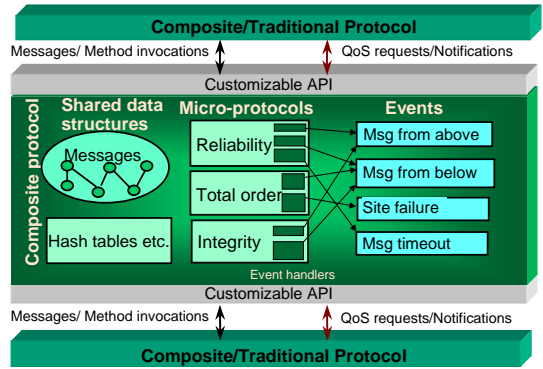 Composite/Traditional Protocol
Messages/ Method invocations
QoS requests/Notifications
Customizable API
Composite protocol
Shared data
structures
Messages
Hash tables etc.
Micro-protocols
Reliability
Total order
Integrity
Events
Msg from above
Msg from below
Site failure
Msg timeout
Event handlers
Customizable API
Messages/ Method invocations
QoS requests/Notifications
Composite/Traditional Protocol